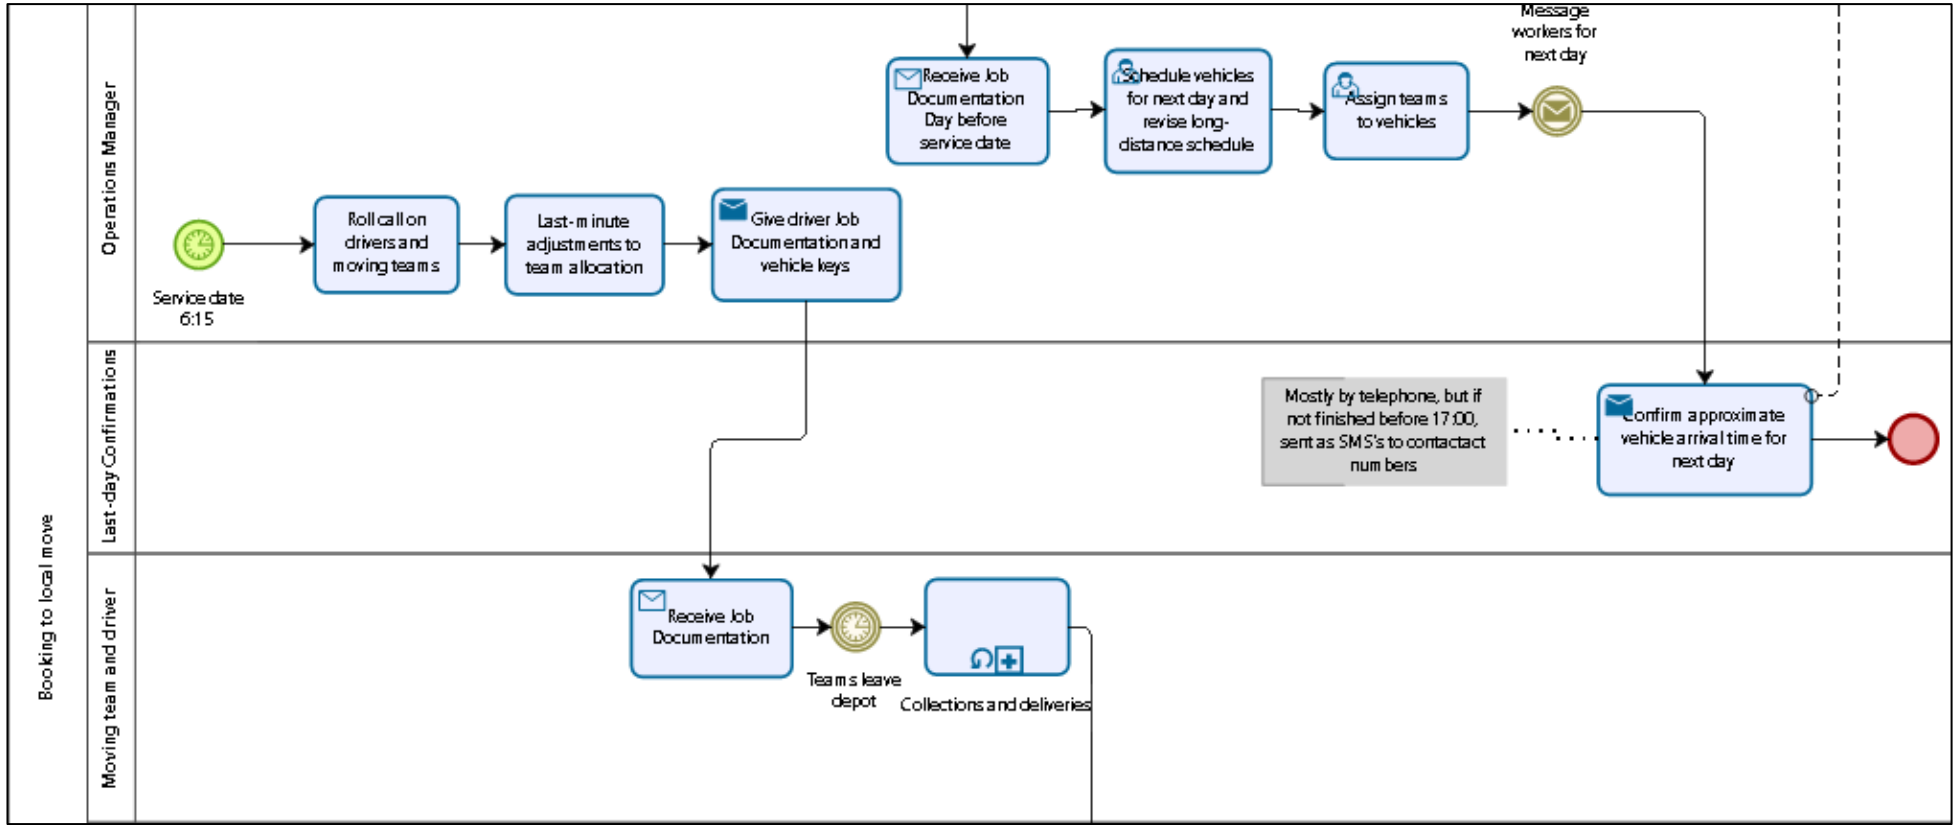 Booking to local move
Operations Manager
Message
workers for
next day
Receive Job
Documentation
Day before
service date
Schedule vehicles
for next day and
revise long-
distance schedule
Assign teams
to vehicles
Service date
6:15
Roll call on
drivers and
moving teams
Last-minute
adjustments to
team allocation
Give driver Job
Documentation and
vehicle keys
Last-day Confirmations
Mostly by telephone, but if
not finished before 17:00,
sent as SMS's to contactact
numbers
Confirm approximate
vehicle arrival time for
next day
Moving team and driver
Receive Job
Documentation
Teams leave
depot
Collections and deliveries